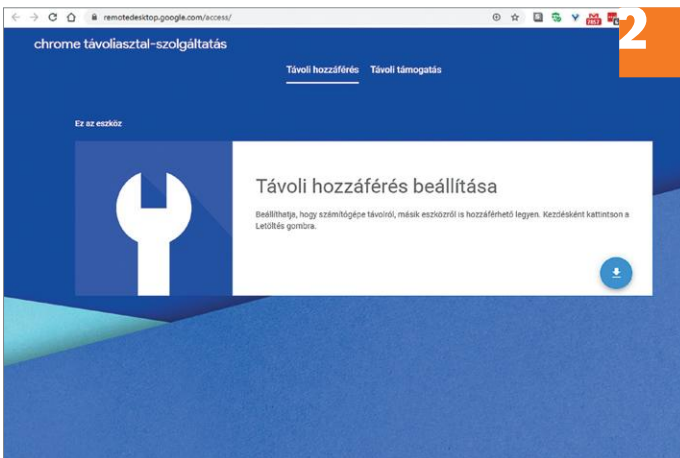 remotedesktop.google.com/access/
2
chrome távoliasztal-szolgáltatás
Távoli hozzáférés Távoli támogatás
Ez az eszköz
Távoli hozzáférés beállítása
Beállíthatja, hogy számítógépe távolról, másik eszközről is hozzáférhető legyen. Kezdésként kattintson a
Letöltés gombra.